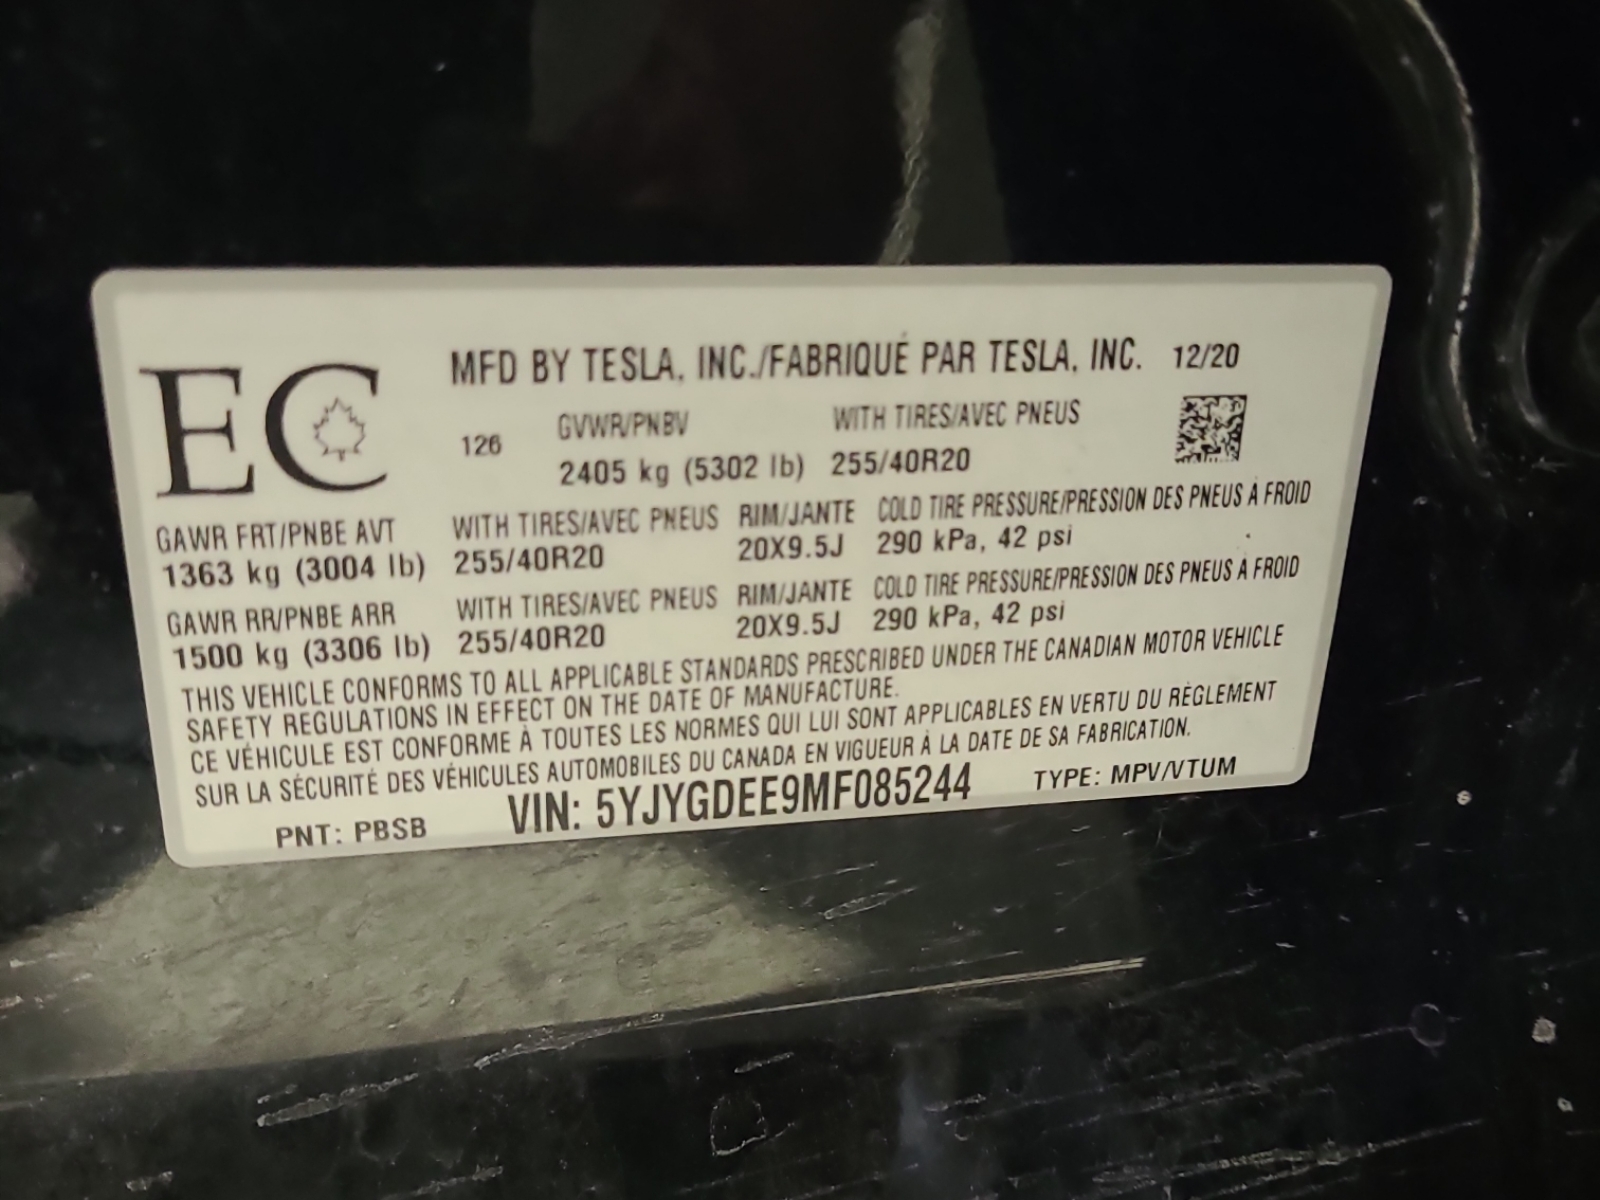 EC
MFD BY TESLA, INC./FABRIQUÉ PAR TESLA, INC. 12/20
126 GVWR/PNBV WITH TIRES/AVEC PNEUS
2405 kg (5302 lb) 255/40R20
GAWR FRT/PNBE AVT WITH TIRES/AVEC PNEUS RIM/JANTE COLD TIRE PRESSURE/PRESSION DES PNEUS À FROID
1363 kg (3004 lb) 255/40R20 20X9.5J 290 kPa, 42 psi
GAWR RR/PNBE ARR WITH TIRES/AVEC PNEUS RIM/JANTE COLD TIRE PRESSURE/PRESSION DES PNEUS À FROID
1500 kg (3306 lb) 255/40R20 20X9.5J 290 kPa, 42 psi
THIS VEHICLE CONFORMS TO ALL APPLICABLE STANDARDS PRESCRIBED UNDER THE CANADIAN MOTOR VEHICLE
SAFETY REGULATIONS IN EFFECT ON THE DATE OF MANUFACTURE.
CE VÉHICULE EST CONFORME À TOUTES LES NORMES QUI LUI SONT APPLICABLES EN VERTU DU RÈGLEMENT
SUR LA SÉCURITÉ DES VÉHICULES AUTOMOBILES DU CANADA EN VIGUEUR À LA DATE DE SA FABRICATION.
PNT: PBSB VIN: 5YJYGDEE9MF085244 TYPE: MPV/VTUM